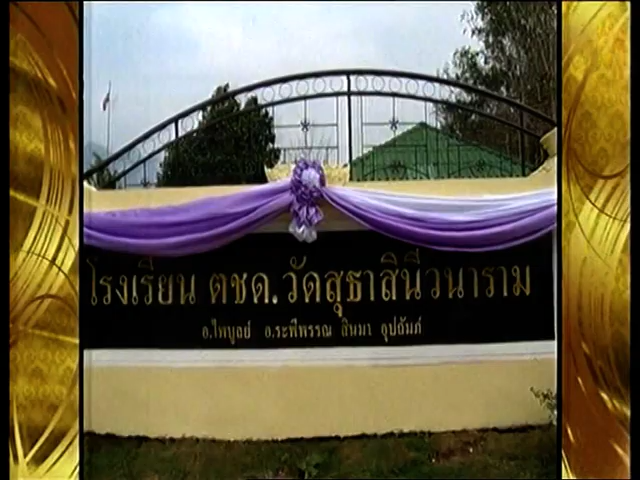 โรงเรียน ตชด.วัดสุธาสินีวนาราม
อ.ไพบูลย์ อ.ระพีพรรณ สินมา อุปถัมภ์